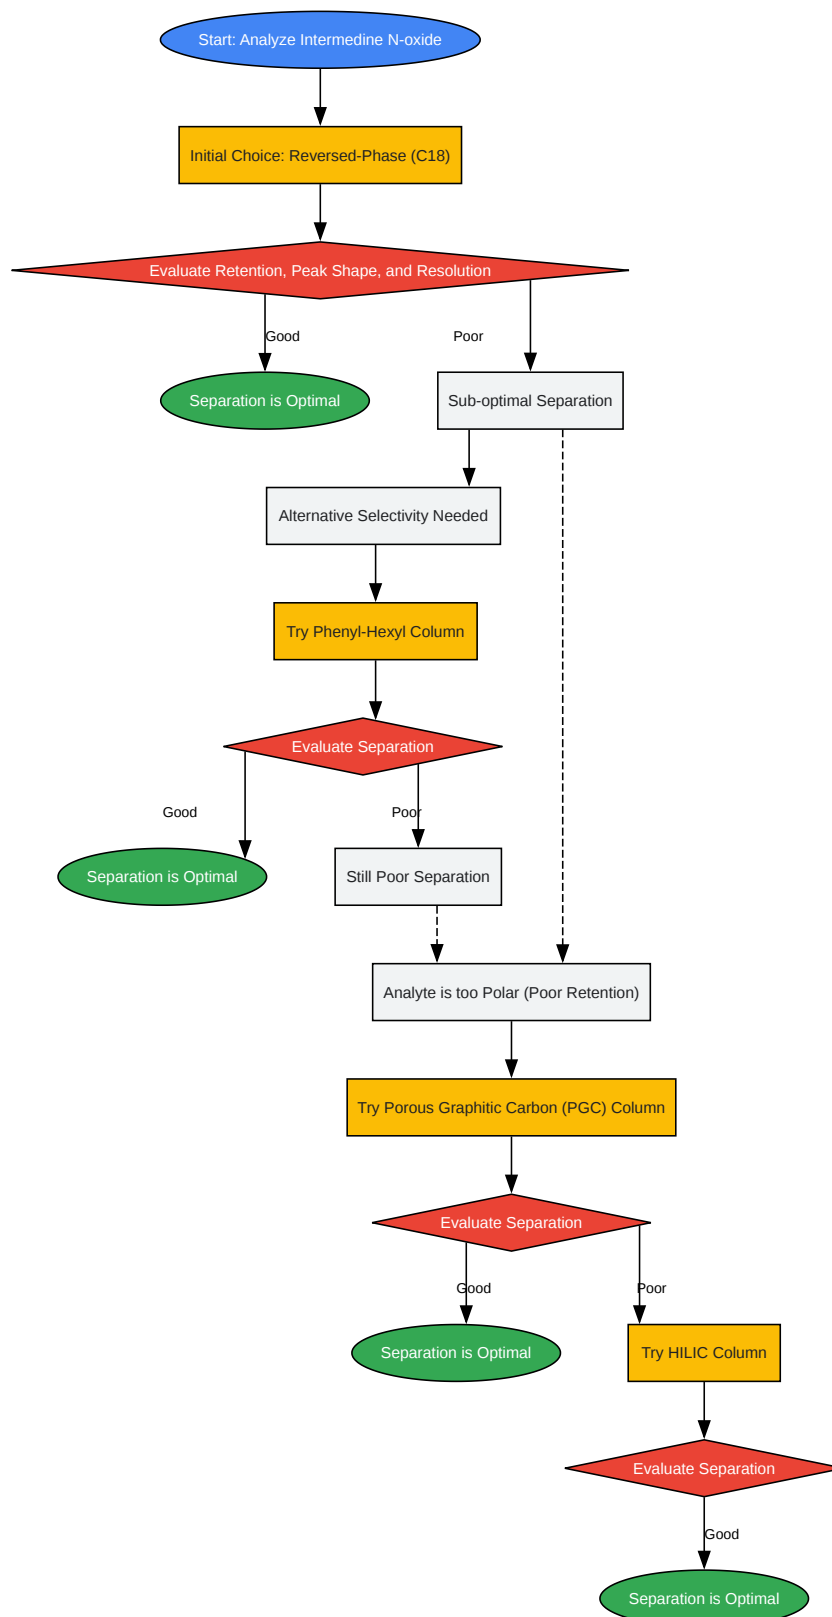 Start: Analyze Intermedine N-oxide
Initial Choice: Reversed-Phase (C18)
Evaluate Retention, Peak Shape, and Resolution
Good
Poor
Separation is Optimal
Sub-optimal Separation
Alternative Selectivity Needed
Try Phenyl-Hexyl Column
Evaluate Separation
Good
Poor
Separation is Optimal
Still Poor Separation
Analyte is too Polar (Poor Retention)
Try Porous Graphitic Carbon (PGC) Column
Evaluate Separation
Good
Poor
Separation is Optimal
Try HILIC Column
Evaluate Separation
Good
Separation is Optimal